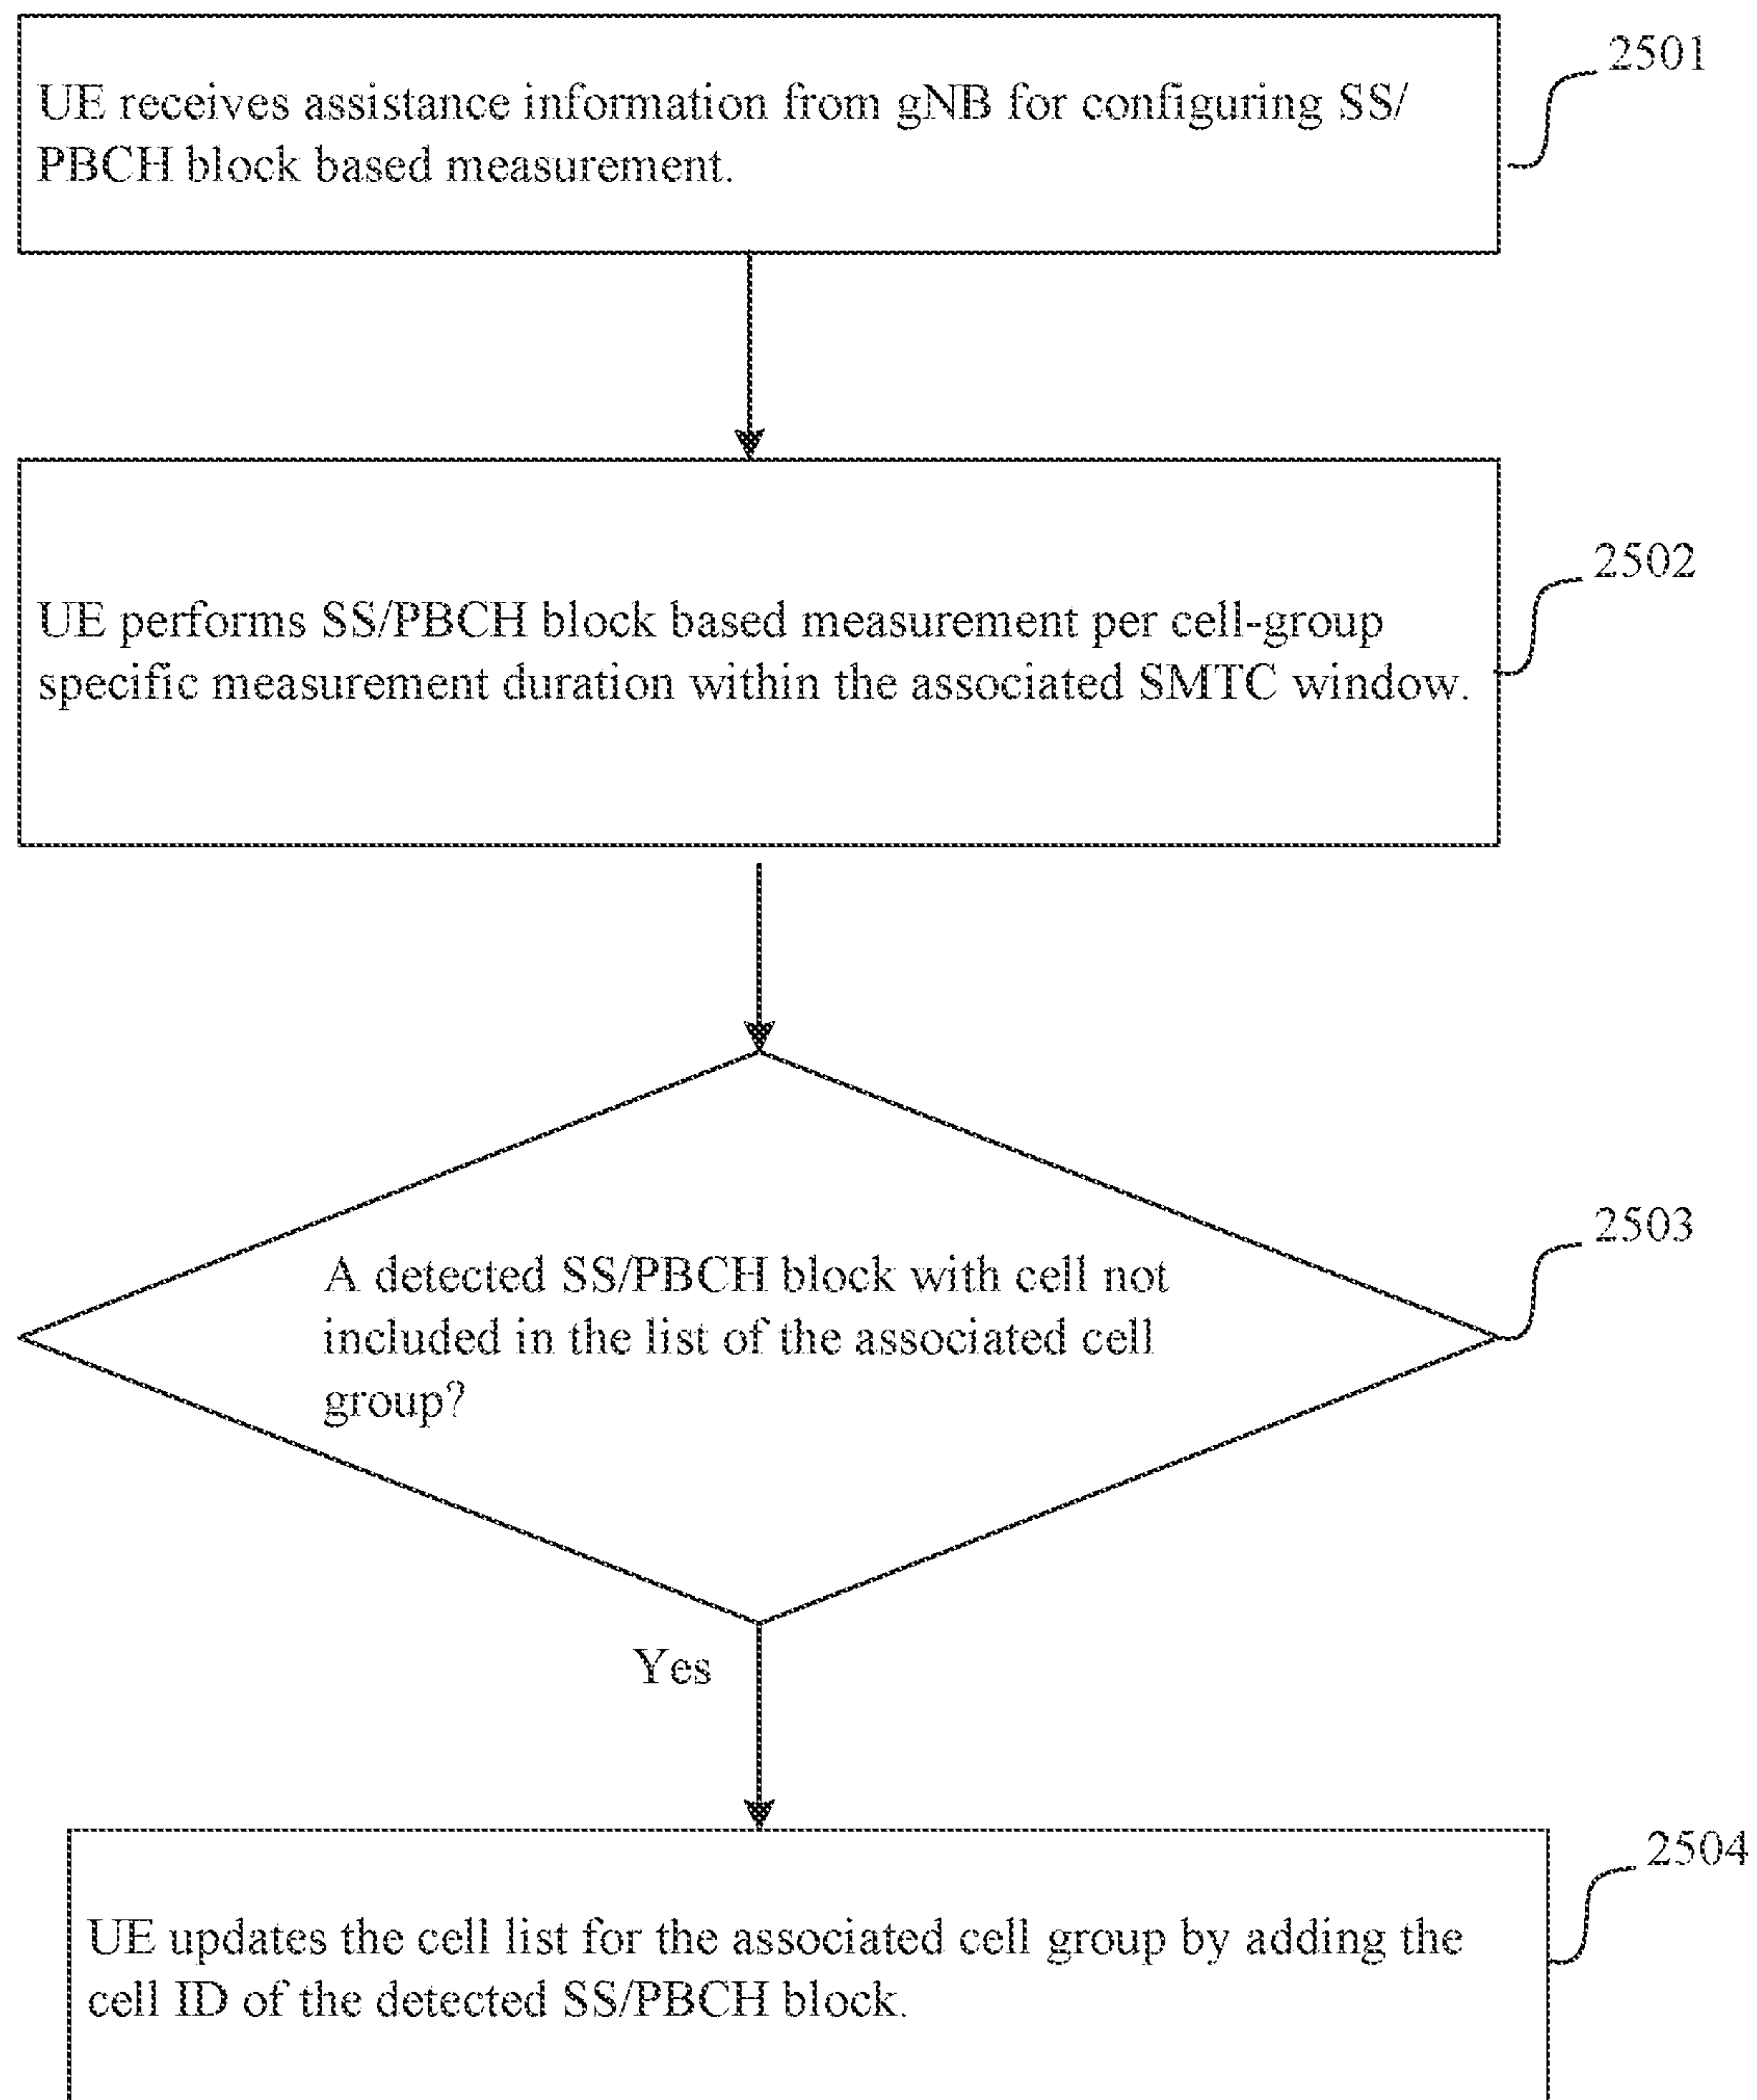 2501
UE receives assistance information from gNB for configuring SS/
PBCH block based measurement.
2502
UE performs SS/PBCH block based measurement per cell-group
specific measurement duration within the associated SMTC window.
2503
A detected SS/PBCH block with cell not
included in the list of the associated cell
group?
Yes
2504
UE updates the cell list for the associated cell group by adding the
cell ID of the detected SS/PBCH block.